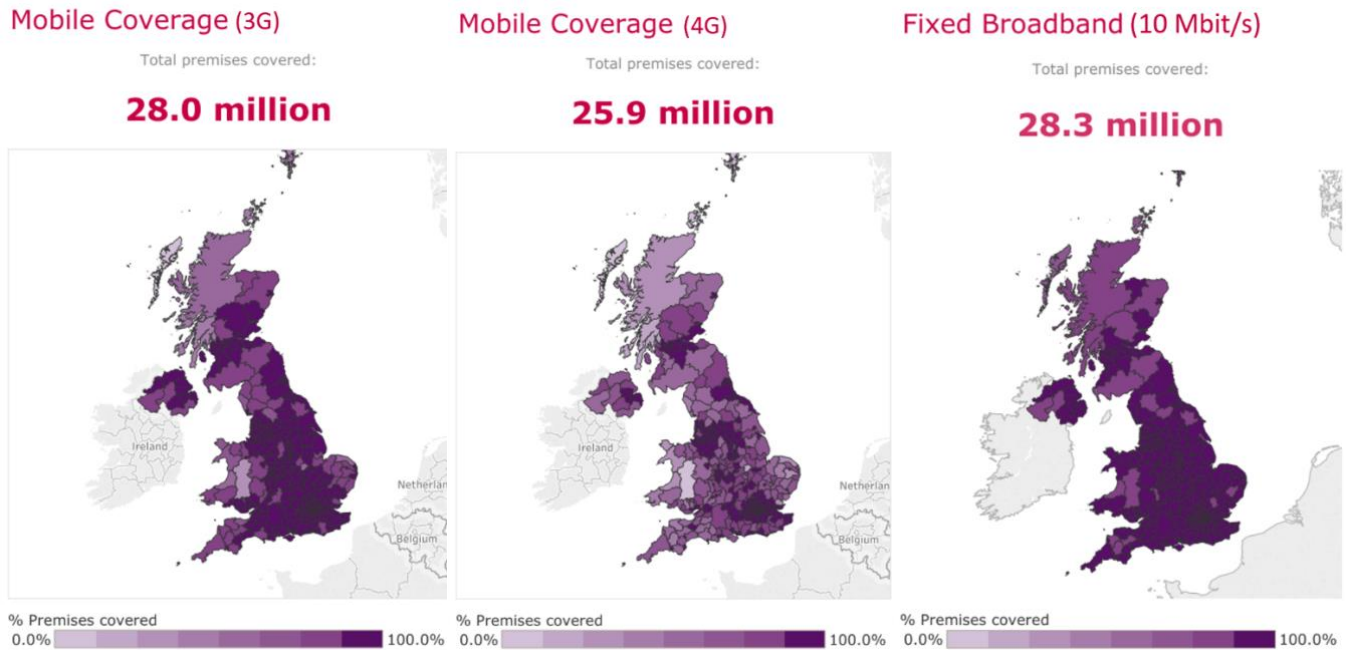 Mobile Coverage (3G)
Total premises covered:
28.0 million
Ireland
Netherlan
Belgium
% Premises covered
0.0% 100.0%
Mobile Coverage (4G)
Total premises covered:
25.9 million
Ireland
Netherlan
Belgium
% Premises covered
0.0% 100.0%
Fixed Broadband (10 Mbit/s)
Total premises covered:
28.3 million
% Premises covered
0.0% 100.0%